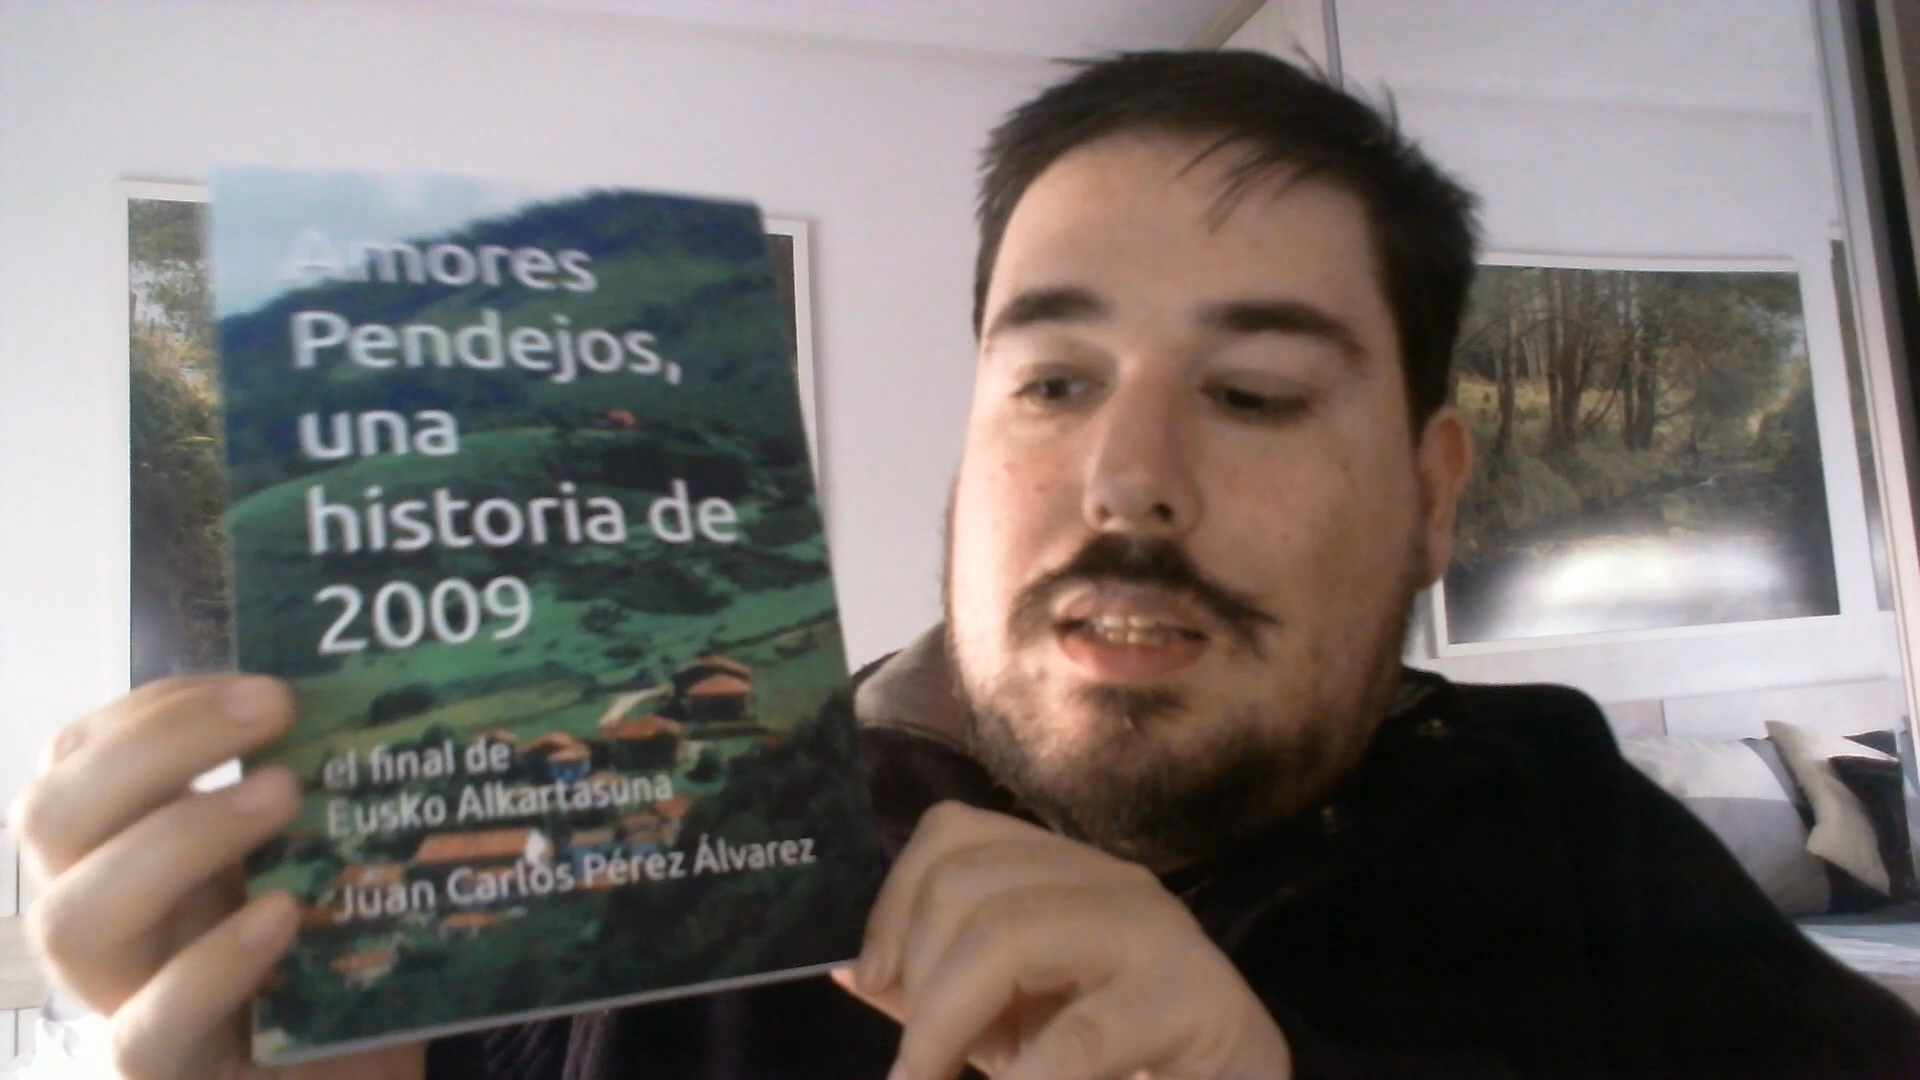 Amores
Pendejos,
una
historia de
2009
el final de
Eusko Alkartasuna
Juan Carlos Pérez Álvarez